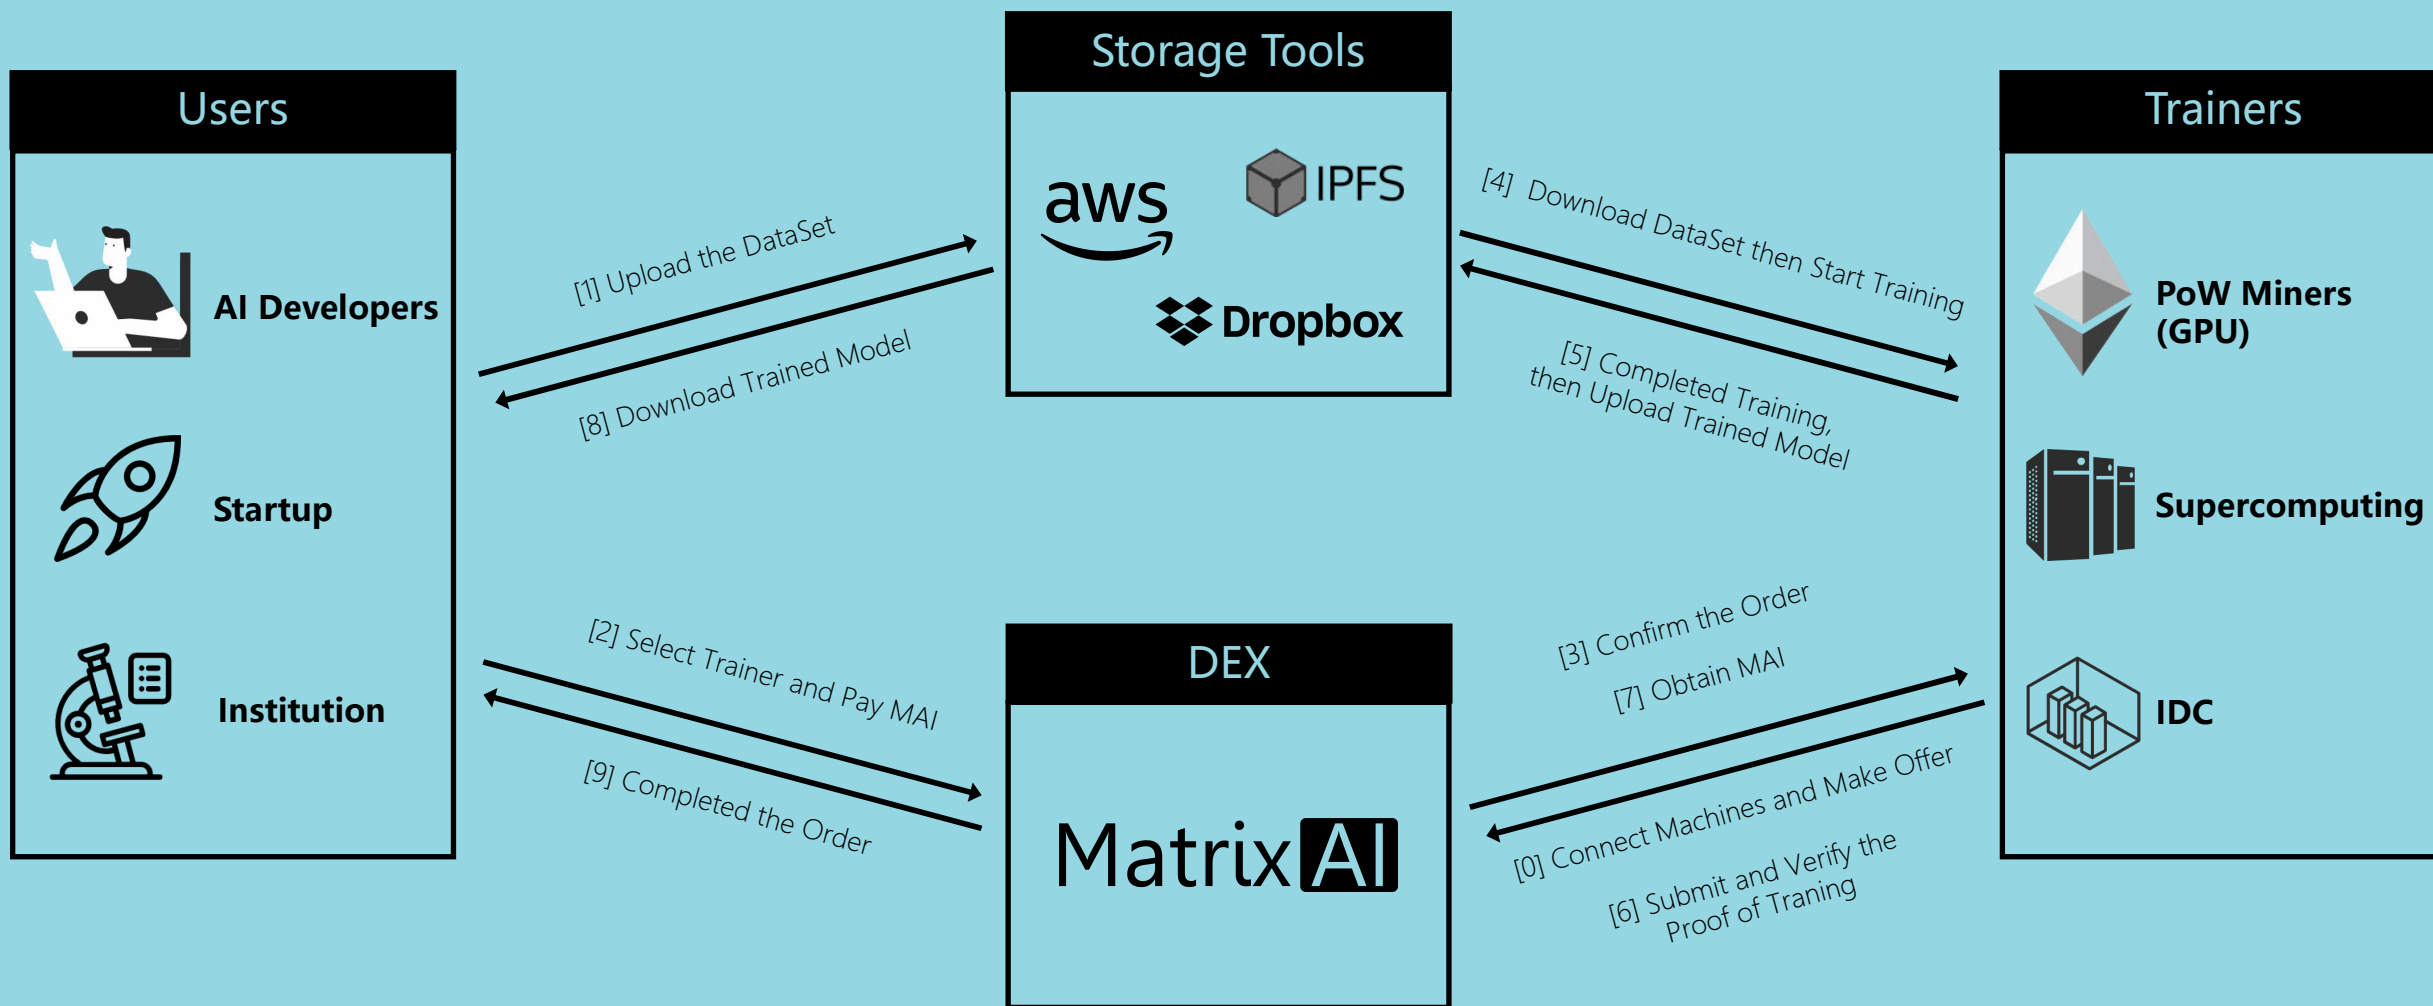 Users
AI Developers
Startup
Institution
[1] Upload the DataSet
[8] Download Trained Model
[2] Select Trainer and Pay MAI
[9] Completed the Order
Storage Tools
aws
IPFS
Dropbox
DEX
MatrixAI
[4] Download DataSet then Start Training
[5] Completed Training,
then Upload Trained Model
[3] Confirm the Order
[7] Obtain MAI
[0] Connect Machines and Make Offer
[6] Submit and Verify the
Proof of Traning
Trainers
PoW Miners
(GPU)
Supercomputing
IDC